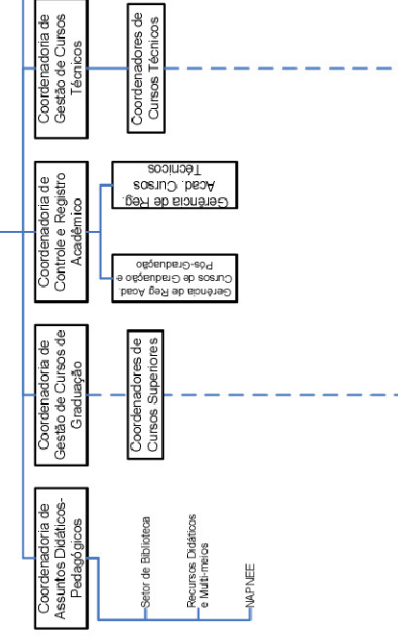 Coordenadoria de
Assuntos Didáticos-
Pedagógicos
Setor de Biblioteca
Recursos Didáticos
e Multi-meios
NAPNEE
Coordenadoria de
Gestão de Cursos de
Graduação
Coordenadores de
Cursos Superiores
Coordenadoria de
Controle e Registro
Acadêmico
Gerência de Reg Acad.
Cursos de Graduação e
Pós-Graduação
Gerência de Reg.
Acad. Cursos
Técnicos
Coordenadoria de
Gestão de Cursos
Técnicos
Coordenadores de
Cursos Técnicos